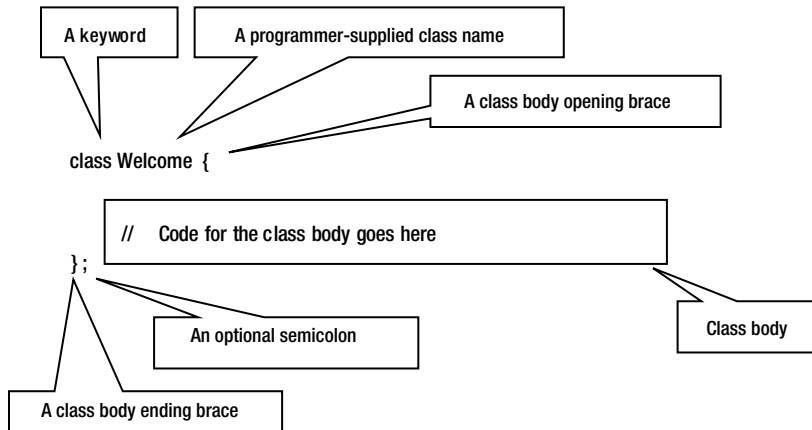 A keyword
A programmer-supplied class name
A class body opening brace
class Welcome {
// Code for the class body goes here
} ;
An optional semicolon
Class body
A class body ending brace